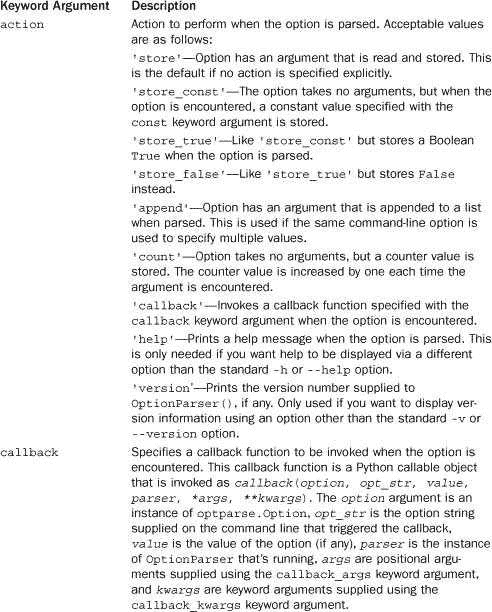 Keyword Argument Description
action Action to perform when the option is parsed. Acceptable values
are as follows:
'store'—Option has an argument that is read and stored. This
is the default if no action is specified explicitly.
'store_const'—The option takes no arguments, but when the
option is encountered, a constant value specified with the
const keyword argument is stored.
'store_true'—Like 'store_const' but stores a Boolean
True when the option is parsed.
'store_false'—Like 'store_true' but stores False
instead.
'append'—Option has an argument that is appended to a list
when parsed. This is used if the same command-line option is
used to specify multiple values.
'count'—Option takes no arguments, but a counter value is
stored. The counter value is increased by one each time the
argument is encountered.
'callback'—Invokes a callback function specified with the
callback keyword argument when the option is encountered.
'help'—Prints a help message when the option is parsed. This
is only needed if you want help to be displayed via a different
option than the standard -h or --help option.
'version'—Prints the version number supplied to
OptionParser(), if any. Only used if you want to display ver-
sion information using an option other than the standard -v or
--version option.
callback Specifies a callback function to be invoked when the option is
encountered. This callback function is a Python callable object
that is invoked as callback(option, opt_str, value,
parser, *args, **kwargs). The option argument is an
instance of optparse.Option, opt_str is the option string
supplied on the command line that triggered the callback,
value is the value of the option (if any), parser is the instance
of OptionParser that's running, args are positional argu-
ments supplied using the callback_args keyword argument,
and kwargs are keyword arguments supplied using the
callback_kwargs keyword argument.